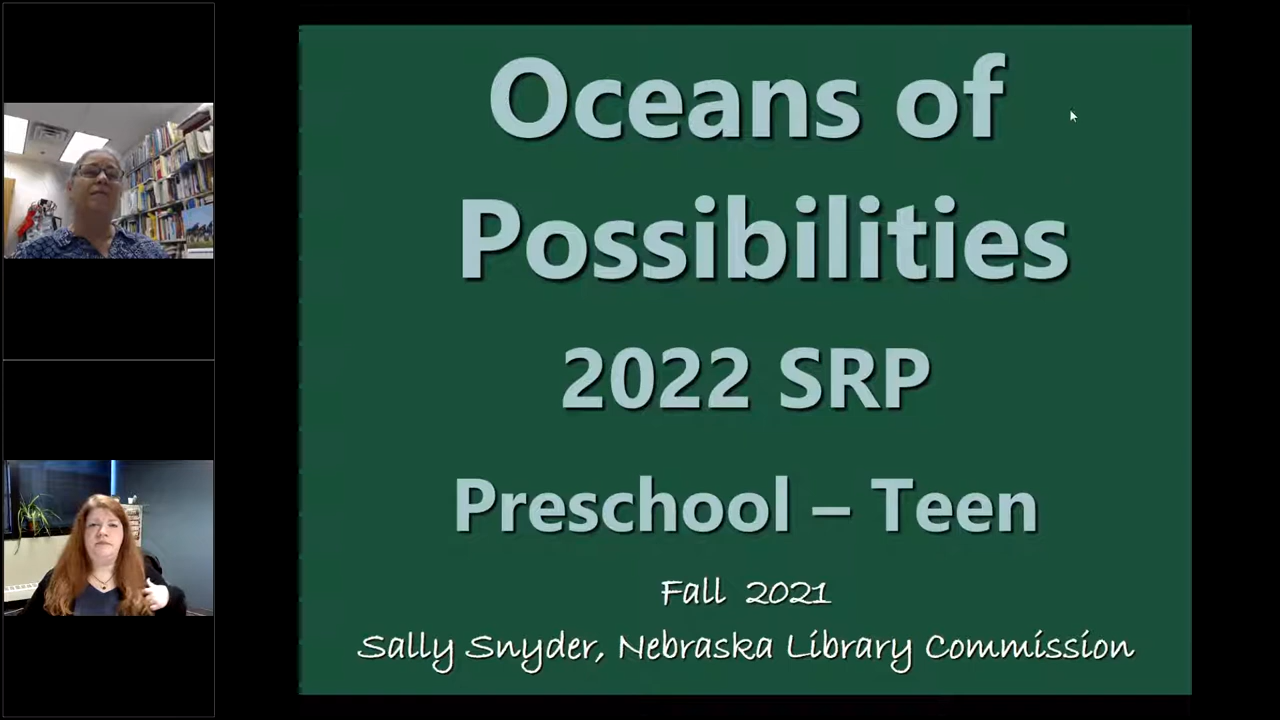 Oceans of
Possibilities
2022 SRP
Preschool – Teen
Fall 2021
Sally Snyder, Nebraska Library Commission